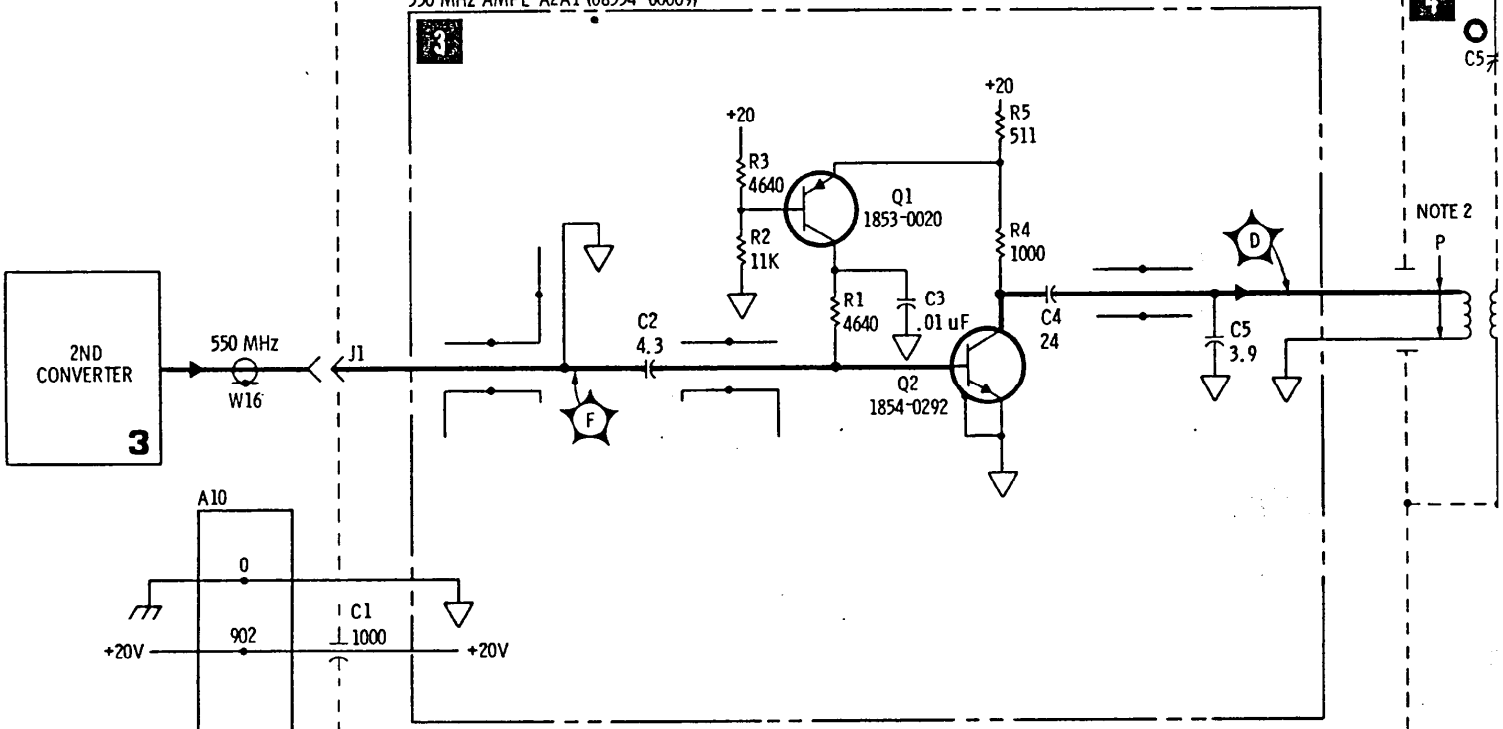 550 MHZ AMPL A2A1 (08554-60009)
3
4
C5
+20
+20
R5
511
R3
4640
Q1
1853-0020
R2
11K
R4
1000
NOTE 2
P
D
C3
.01 uF
R1
4640
C4
24
C5
3.9
C2
4.3
550 MHz
J1
2ND
CONVERTER
W16
F
Q2
1854-0292
3
A10
0
C1
1000
902
+20V
+20V